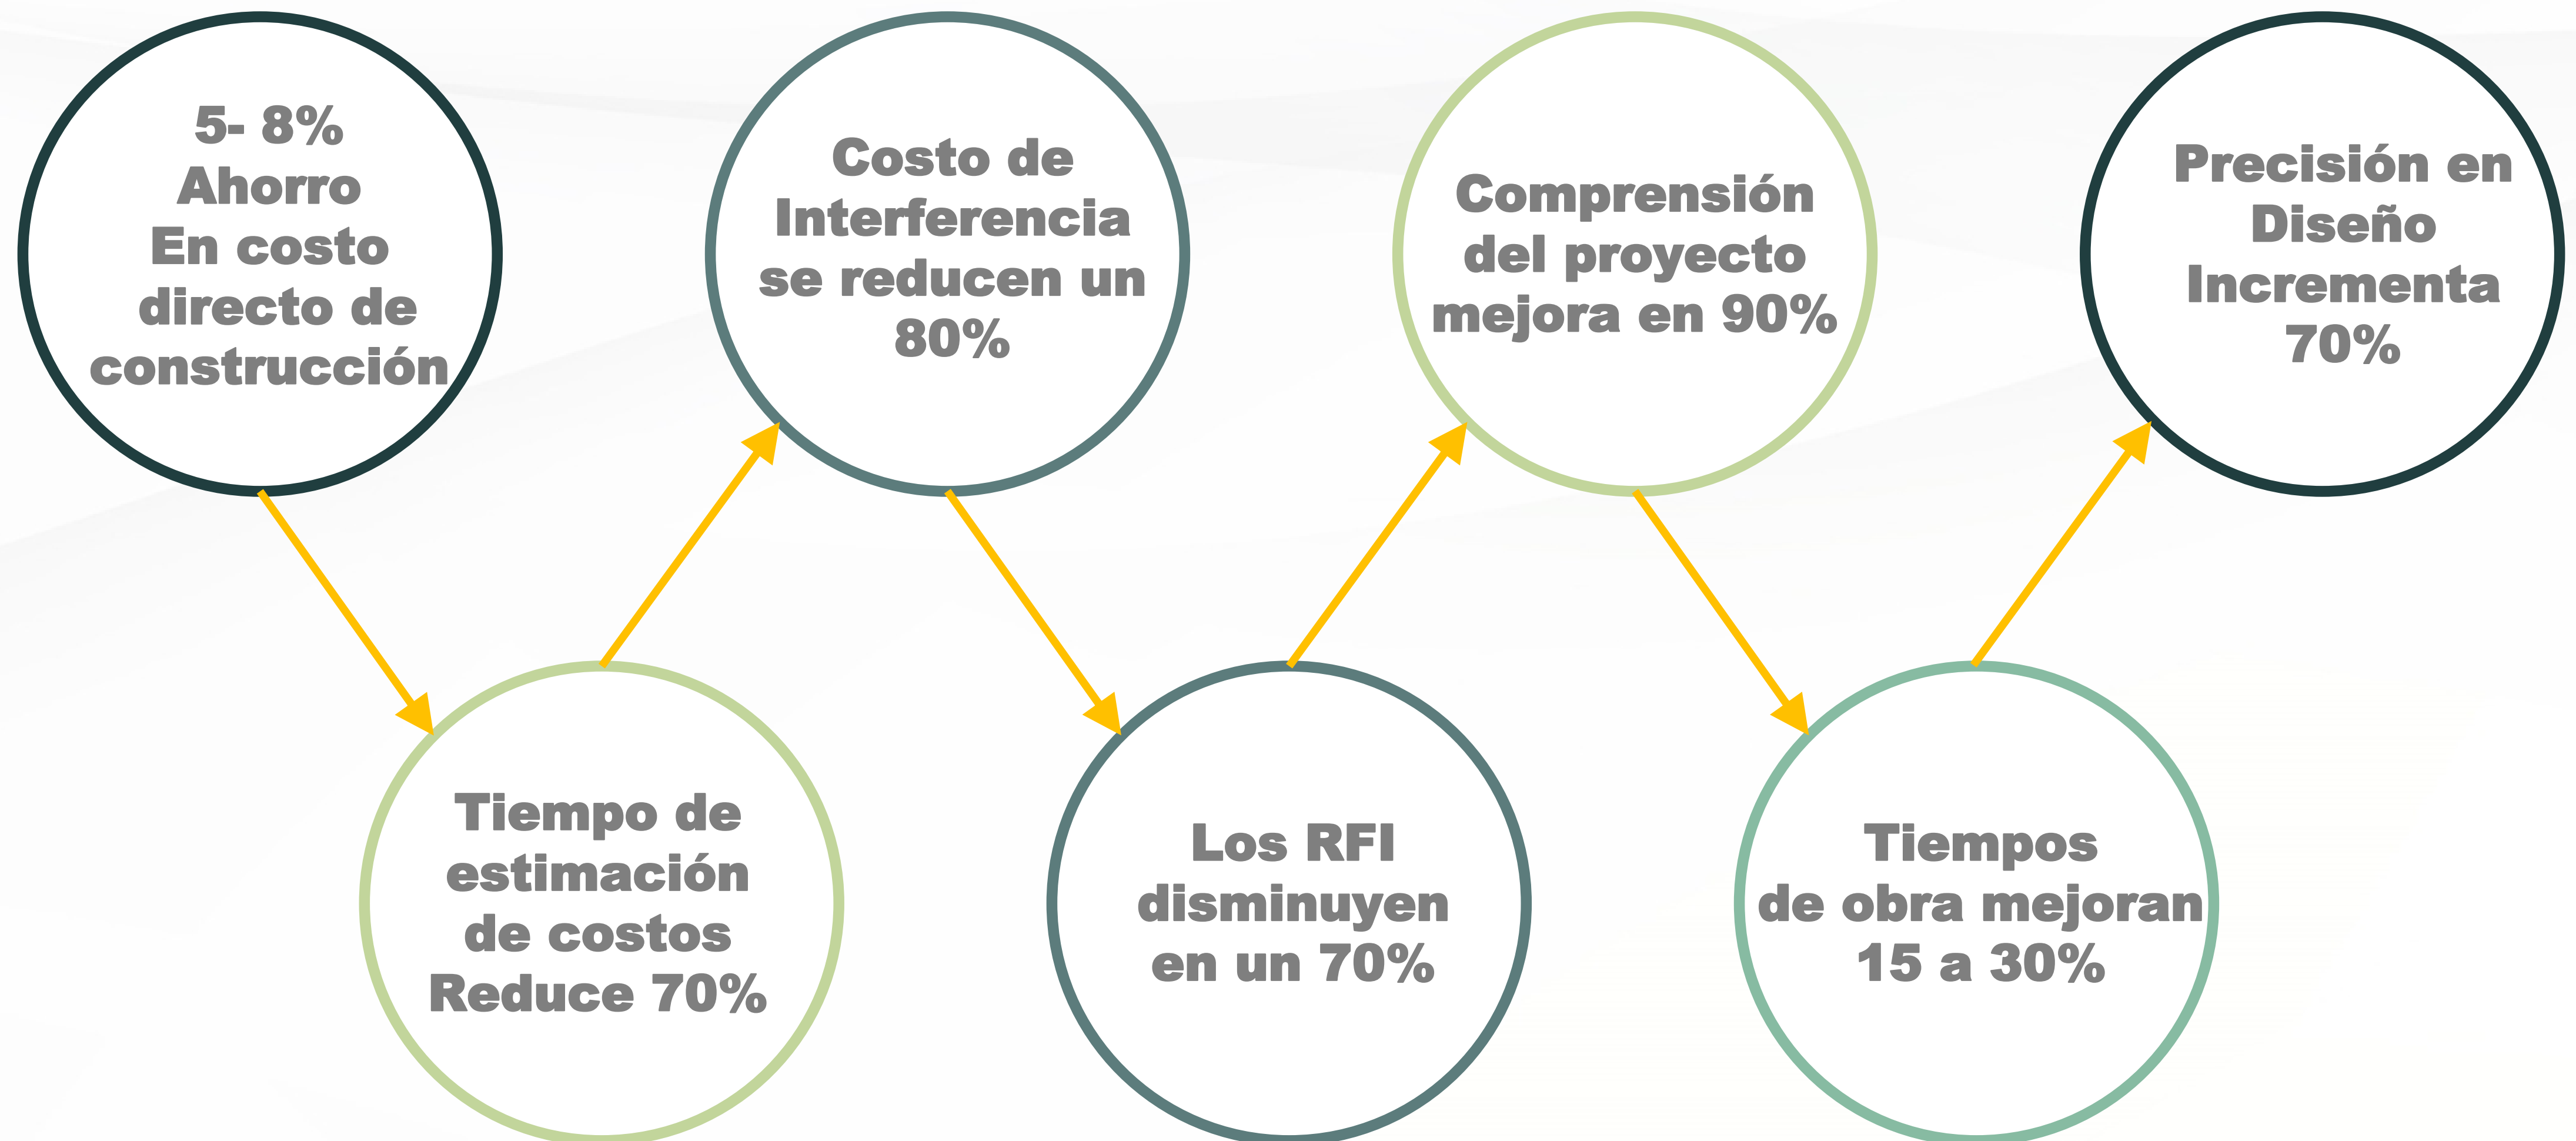 5- 8%
Ahorro
En costo
directo de
construcción
Tiempo de
estimación
de costos
Reduce 70%
Costo de
Interferencia
se reducen un
80%
Los RFI
disminuyen
en un 70%
Comprensión
del proyecto
mejora en 90%
Tiempos
de obra mejoran
15 a 30%
Precisión en
Diseño
Incrementa
70%